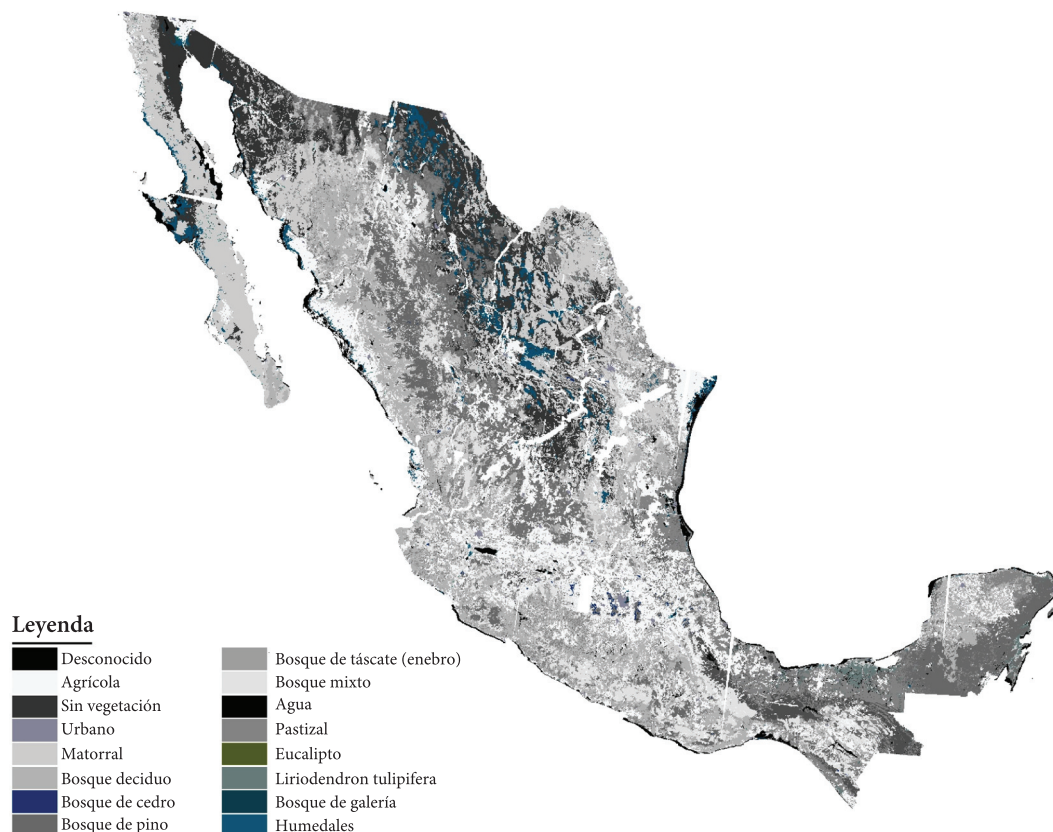 Leyenda
Desconocido
Agrícola
Sin vegetación
Urbano
Matorral
Bosque deciduo
Bosque de cedro
Bosque de pino
Bosque de táscate (enebro)
Bosque mixto
Agua
Pastizal
Eucalipto
Liriodendron tulipifera
Bosque de galería
Humedales